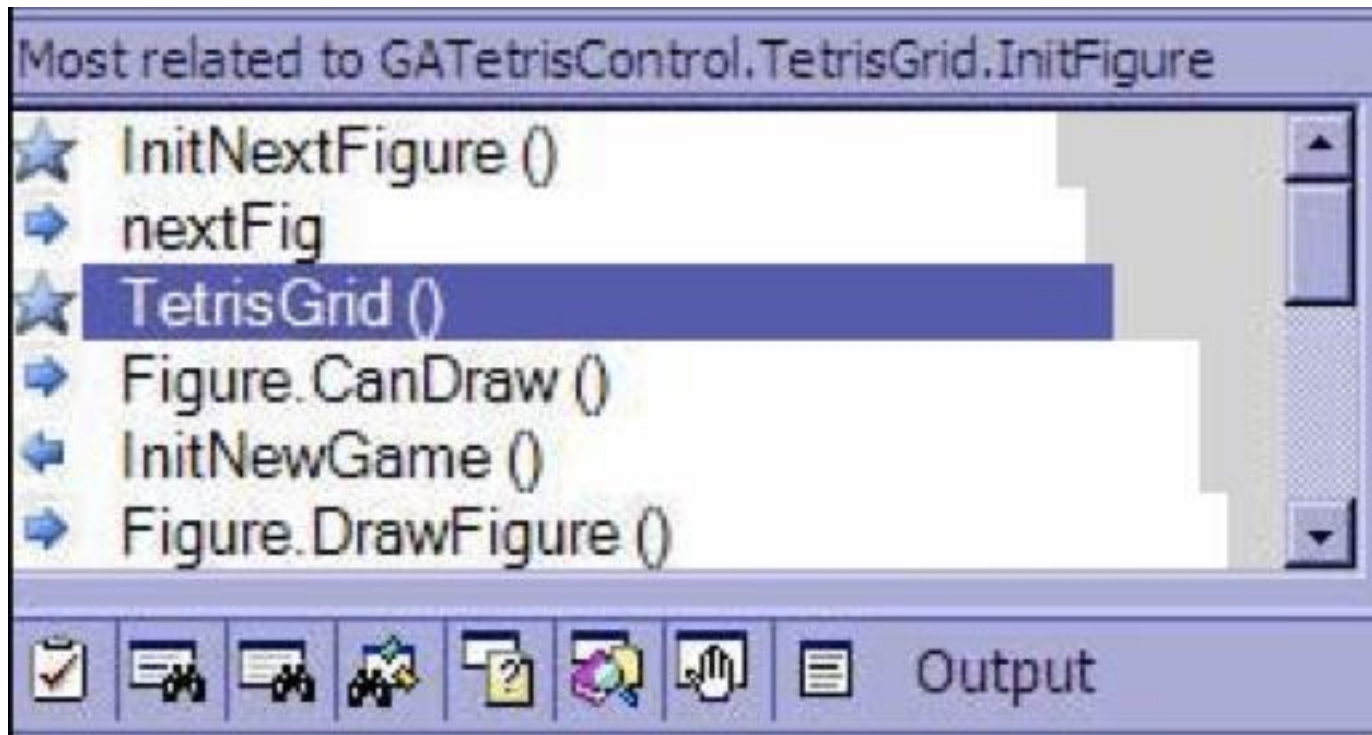 Most related to GATetrisControl.TetrisGrid.InitFigure
InitNextFigure ()
nextFig
TetrisGrid ()
Figure.CanDraw ()
InitNewGame ()
Figure.DrawFigure ()
Output